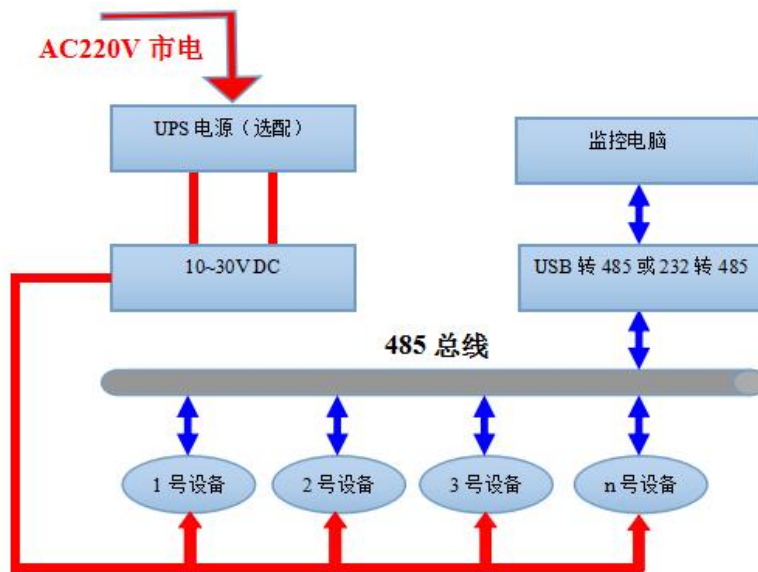 AC220V 市电
UPS 电源（选配）
监控电脑
10~30V DC
USB 转 485 或 232 转 485
485 总线
1 号设备
2 号设备
3 号设备
n 号设备